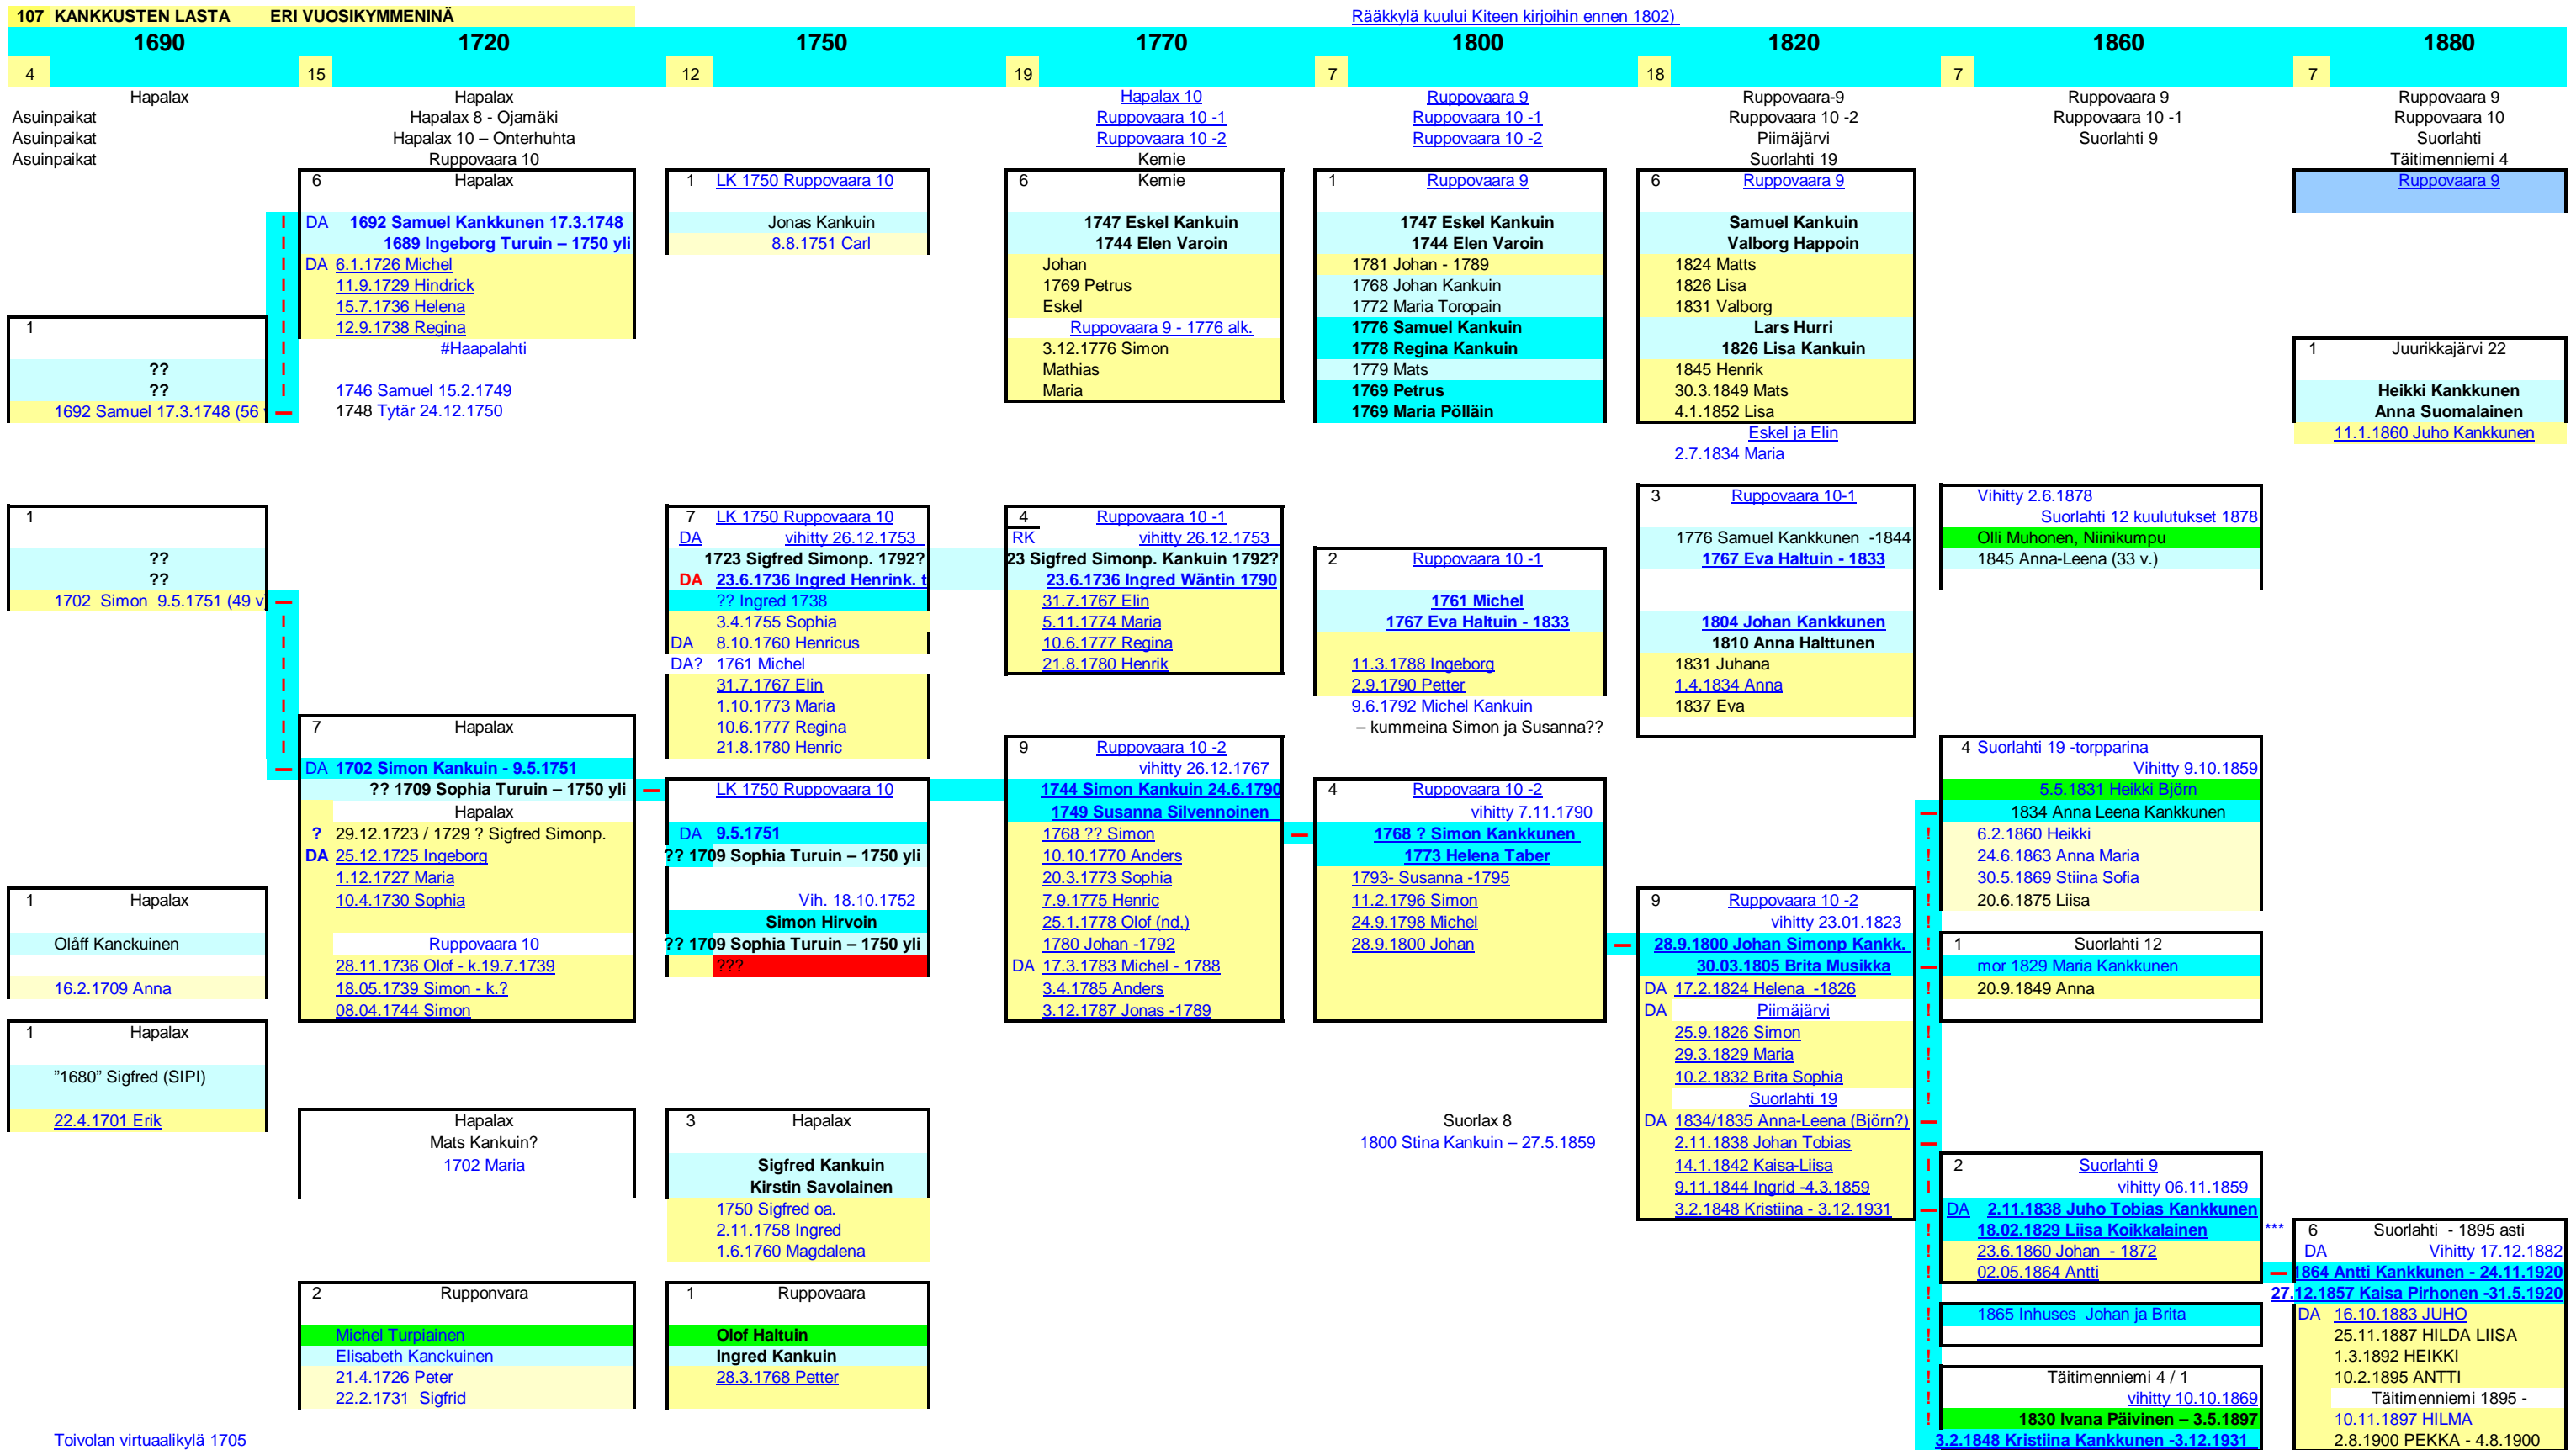 107 KANKKUSTEN LASTA ERI VUOSIKYMMENINÄ
Rääkkylä kuului Kiteen kirjoihin ennen 1802)
1690 1720 1750 1770 1800 1820 1860 1880
4 15 12 19 7 18 7 7
Hapalax
Asuinpaikat
Asuinpaikat
Asuinpaikat
1
??
??
1692 Samuel 17.3.1748 (56
1
??
??
1702 Simon 9.5.1751 (49 v
1 Hapalax
Olåff Kanckuinen
16.2.1709 Anna
1 Hapalax
"1680" Sigfred (SIPI)
22.4.1701 Erik
Toivolan virtuaalikylä 1705
Hapalax
Hapalax 8 - Ojamäki
Hapalax 10 – Onterhuhta
Ruppovaara 10
6 Hapalax
DA 1692 Samuel Kankkunen 17.3.1748
1689 Ingeborg Turuin – 1750 yli
DA 6.1.1726 Michel
11.9.1729 Hindrick
15.7.1736 Helena
12.9.1738 Regina
#Haapalahti
1746 Samuel 15.2.1749
1748 Tytär 24.12.1750
7 Hapalax
DA 1702 Simon Kankuin - 9.5.1751
?? 1709 Sophia Turuin – 1750 yli
Hapalax
? 29.12.1723 / 1729 ? Sigfred Simonp.
DA 25.12.1725 Ingeborg
1.12.1727 Maria
10.4.1730 Sophia
Ruppovaara 10
28.11.1736 Olof - k.19.7.1739
18.05.1739 Simon - k.?
08.04.1744 Simon
Hapalax
Mats Kankuin?
1702 Maria
2 Rupponvara
Michel Turpiainen
Elisabeth Kanckuinen
21.4.1726 Peter
22.2.1731 Sigfrid
1 LK 1750 Ruppovaara 10
Jonas Kankuin
8.8.1751 Carl
7 LK 1750 Ruppovaara 10
DA vihitty 26.12.1753
1723 Sigfred Simonp. 1792?
DA 23.6.1736 Ingred Henrink. t
?? Ingred 1738
3.4.1755 Sophia
DA 8.10.1760 Henricus
DA? 1761 Michel
31.7.1767 Elin
1.10.1773 Maria
10.6.1777 Regina
21.8.1780 Henric
LK 1750 Ruppovaara 10
DA 9.5.1751
?? 1709 Sophia Turuin – 1750 yli
Vih. 18.10.1752
Simon Hirvoin
?? 1709 Sophia Turuin – 1750 yli
???
3 Hapalax
Sigfred Kankuin
Kirstin Savolainen
1750 Sigfred oa.
2.11.1758 Ingred
1.6.1760 Magdalena
1 Ruppovaara
Olof Haltuin
Ingred Kankuin
28.3.1768 Petter
Hapalax 10
Ruppovaara 10 -1
Ruppovaara 10 -2
Kemie
6 Kemie
1747 Eskel Kankuin
1744 Elen Varoin
Johan
1769 Petrus
Eskel
Ruppovaara 9 - 1776 alk.
3.12.1776 Simon
Mathias
Maria
4 Ruppovaara 10 -1
RK vihitty 26.12.1753
23 Sigfred Simonp. Kankuin 1792?
23.6.1736 Ingred Wäntin 1790
31.7.1767 Elin
5.11.1774 Maria
10.6.1777 Regina
21.8.1780 Henrik
9 Ruppovaara 10 -2
vihitty 26.12.1767
1744 Simon Kankuin 24.6.1790
1749 Susanna Silvennoinen
1768 ?? Simon
10.10.1770 Anders
20.3.1773 Sophia
7.9.1775 Henric
25.1.1778 Olof (nd,)
1780 Johan -1792
DA 17.3.1783 Michel - 1788
3.4.1785 Anders
3.12.1787 Jonas -1789
Ruppovaara 9
Ruppovaara 10 -1
Ruppovaara 10 -2
1 Ruppovaara 9
1747 Eskel Kankuin
1744 Elen Varoin
1781 Johan - 1789
1768 Johan Kankuin
1772 Maria Toropain
1776 Samuel Kankuin
1778 Regina Kankuin
1779 Mats
1769 Petrus
1769 Maria Pölläin
2 Ruppovaara 10 -1
1761 Michel
1767 Eva Haltuin - 1833
11.3.1788 Ingeborg
2.9.1790 Petter
9.6.1792 Michel Kankuin
– kummeina Simon ja Susanna??
4 Ruppovaara 10 -2
vihitty 7.11.1790
1768 ? Simon Kankkunen
1773 Helena Taber
1793- Susanna -1795
11.2.1796 Simon
24.9.1798 Michel
28.9.1800 Johan
Suorlax 8
1800 Stina Kankuin – 27.5.1859
Ruppovaara-9
Ruppovaara 10 -2
Piimäjärvi
Suorlahti 19
6 Ruppovaara 9
Samuel Kankuin
Valborg Happoin
1824 Matts
1826 Lisa
1831 Valborg
Lars Hurri
1826 Lisa Kankuin
1845 Henrik
30.3.1849 Mats
4.1.1852 Lisa
Eskel ja Elin
2.7.1834 Maria
3 Ruppovaara 10-1
1776 Samuel Kankkunen -1844
1767 Eva Haltuin - 1833
1804 Johan Kankkunen
1810 Anna Halttunen
1831 Juhana
1.4.1834 Anna
1837 Eva
9 Ruppovaara 10 -2
vihitty 23.01.1823
28.9.1800 Johan Simonp Kankk.
30.03.1805 Brita Musikka
DA 17.2.1824 Helena -1826
DA Piimäjärvi
25.9.1826 Simon
29.3.1829 Maria
10.2.1832 Brita Sophia
Suorlahti 19
DA 1834/1835 Anna-Leena (Björn?)
2.11.1838 Johan Tobias
14.1.1842 Kaisa-Liisa
9.11.1844 Ingrid -4.3.1859
3.2.1848 Kristiina - 3.12.1931
Ruppovaara 9
Ruppovaara 10 -1
Suorlahti 9
Vihitty 2.6.1878
Suorlahti 12 kuulutukset 1878
Olli Muhonen, Niinikumpu
1845 Anna-Leena (33 v.)
4 Suorlahti 19 -torpparina
Vihitty 9.10.1859
5.5.1831 Heikki Björn
1834 Anna Leena Kankkunen
6.2.1860 Heikki
24.6.1863 Anna Maria
30.5.1869 Stiina Sofia
20.6.1875 Liisa
1 Suorlahti 12
mor 1829 Maria Kankkunen
20.9.1849 Anna
2 Suorlahti 9
vihitty 06.11.1859
DA 2.11.1838 Juho Tobias Kankkunen
18.02.1829 Liisa Koikkalainen ***
23.6.1860 Johan - 1872
02.05.1864 Antti
1865 Inhuses Johan ja Brita
Täitimenniemi 4 / 1
vihitty 10.10.1869
1830 Ivana Päivinen – 3.5.1897
3.2.1848 Kristiina Kankkunen -3.12.1931
Ruppovaara 9
Ruppovaara 10
Suorlahti
Täitimenniemi 4
Ruppovaara 9
1 Juurikkajärvi 22
Heikki Kankkunen
Anna Suomalainen
11.1.1860 Juho Kankkunen
6 Suorlahti - 1895 asti
DA Vihitty 17.12.1882
1864 Antti Kankkunen - 24.11.1920
27.12.1857 Kaisa Pirhonen -31.5.1920
DA 16.10.1883 JUHO
25.11.1887 HILDA LIISA
1.3.1892 HEIKKI
10.2.1895 ANTTI
Täitimenniemi 1895 -
10.11.1897 HILMA
2.8.1900 PEKKA - 4.8.1900